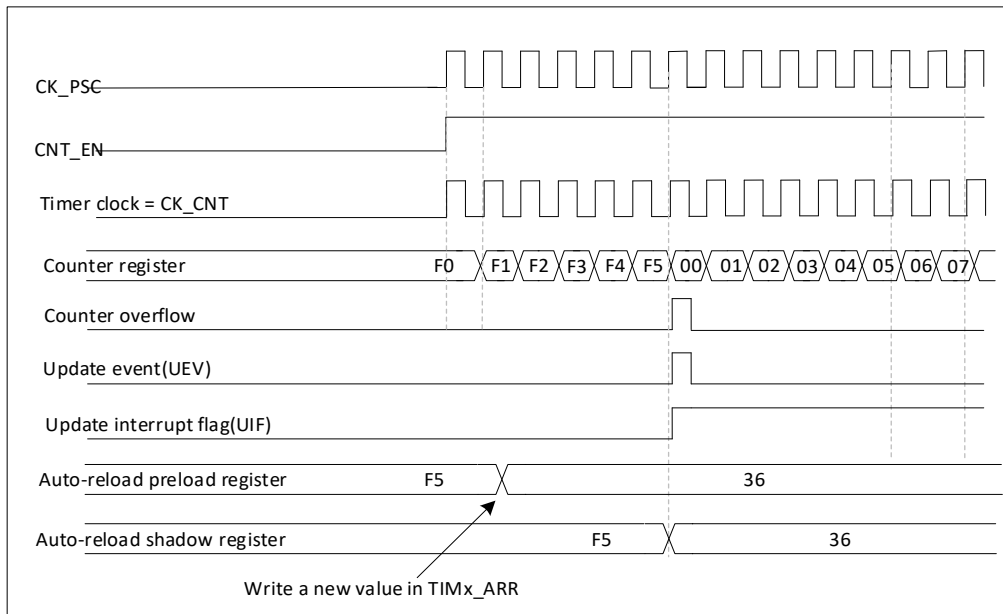 CK_PSC
CNT_EN
Timer clock = CK_CNT
Counter register F0 F1 F2 F3 F4 F5 00 01 02 03 04 05 06 07
Counter overflow
Update event(UEV)
Update interrupt flag(UIF)
Auto-reload preload register F5 36
Auto-reload shadow register F5 36
Write a new value in TIMx_ARR